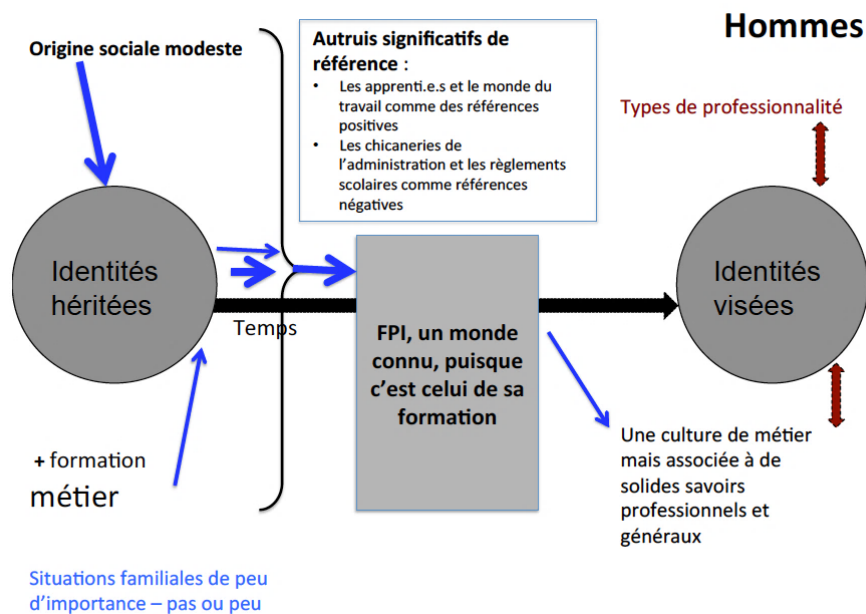 Hommes
Origine sociale modeste
Autruis significatifs de
référence :
• Les apprenti.e.s et le monde du
travail comme des références
positives
• Les chicaneries de
l'administration et les règlements
scolaires comme références
négatives
Types de professionnalité
Identités
héritées
Temps
FPI, un monde
connu, puisque
c'est celui de sa
formation
Identités
visées
+ formation
métier
Une culture de métier
mais associée à de
solides savoirs
professionnels et
généraux
Situations familiales de peu
d'importance – pas ou peu